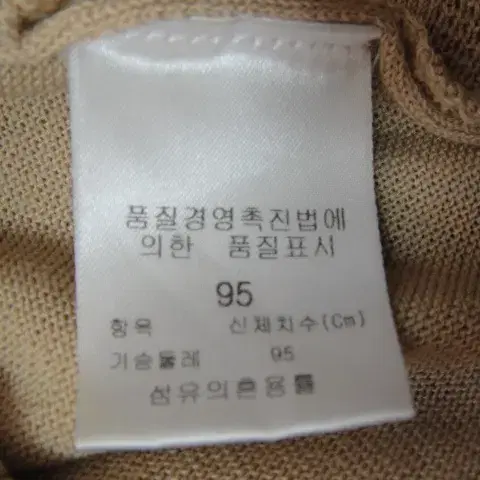 품질경영촉진법에
의한 품질표시
95
항목 신체치수(Cm)
가슴둘레 95
섬유의혼용률